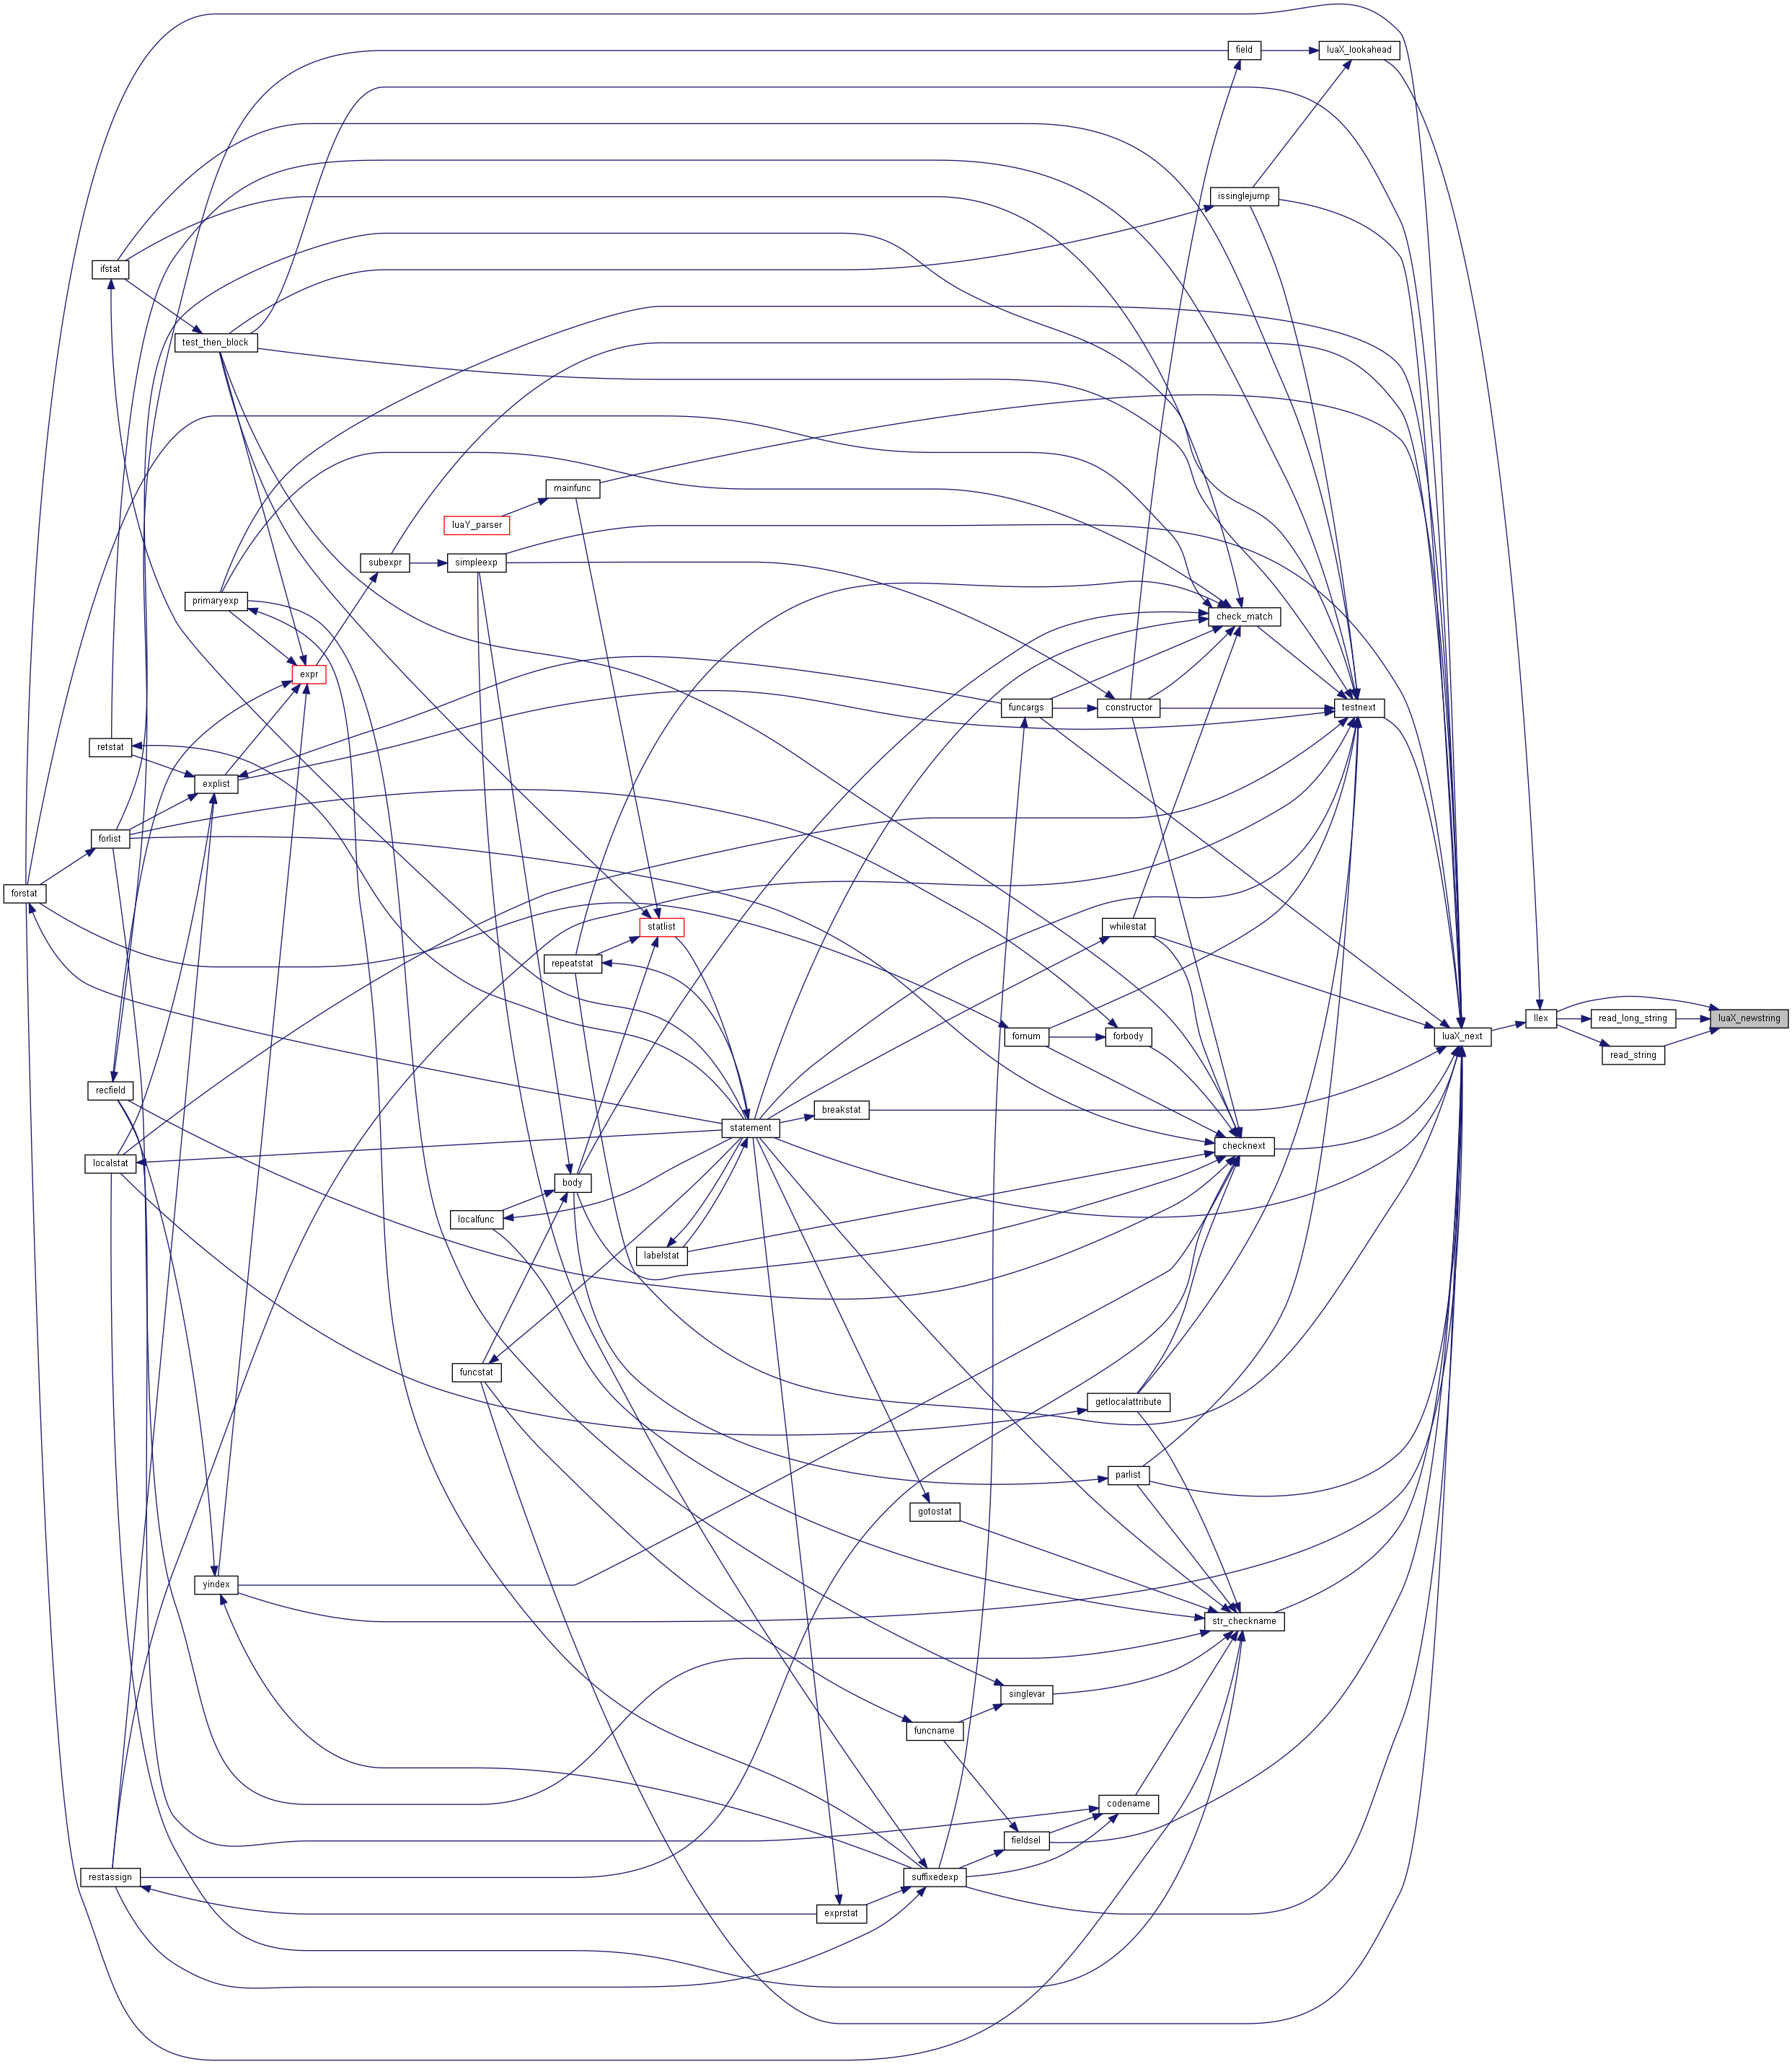 field
luaX_lookahead
issinglejump
ifstat
test_then_block
mainfunc
luaY_parser
subexpr
simpleexp
primaryexp
check_match
expr
funcargs
constructor
testnext
retstat
explist
forlist
forstat
statlist
whilestat
repeatstat
llex
read_long_string
luaX_newstring
fornum
forbody
luaX_next
read_string
recfield
breakstat
statement
checknext
localstat
body
localfunc
labelstat
funcstat
getlocalattribute
parlist
gotostat
yindex
str_checkname
singlevar
funcname
codename
fieldsel
restassign
suffixedexp
exprstat